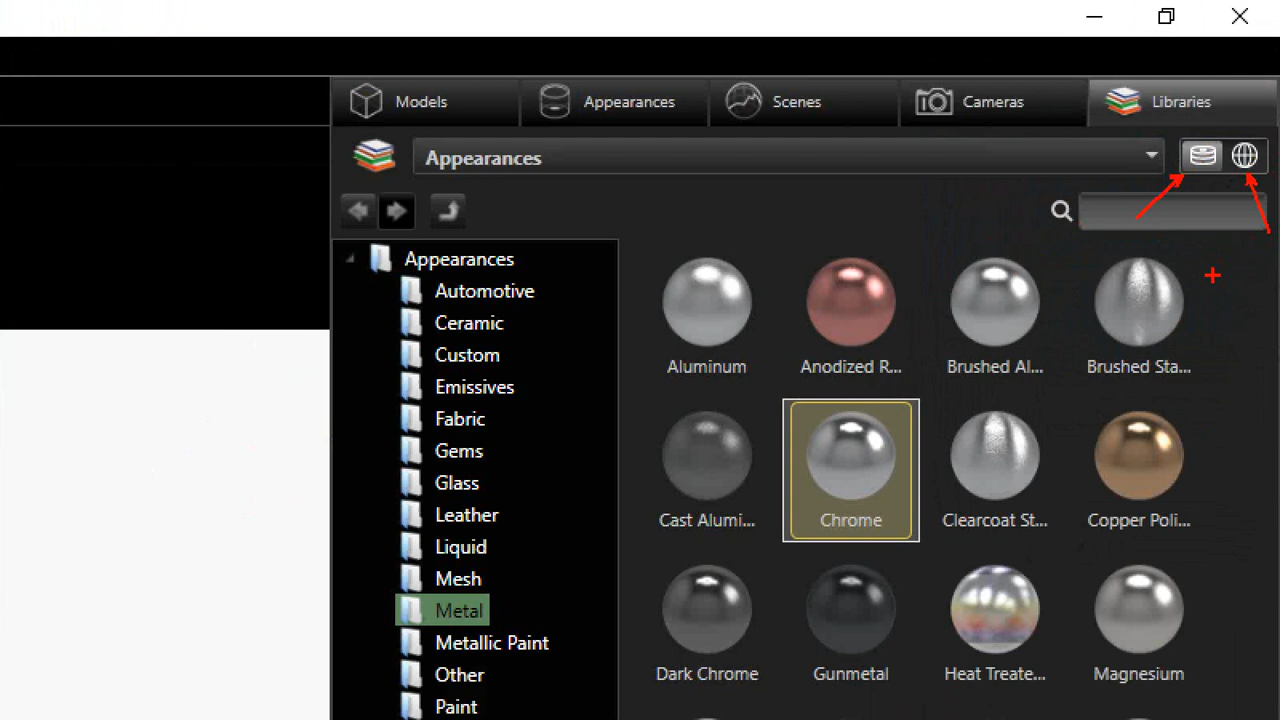 Models
Appearances
Scenes
Cameras
Libraries
Appearances
Appearances
Automotive
Ceramic
Custom
Emissives
Fabric
Gems
Glass
Leather
Liquid
Mesh
Metal
Metallic Paint
Other
Paint
Aluminum
Anodized R...
Brushed Al...
Brushed Sta...
Cast Alumi...
Chrome
Clearcoat St...
Copper Poli...
Dark Chrome
Gunmetal
Heat Treate...
Magnesium